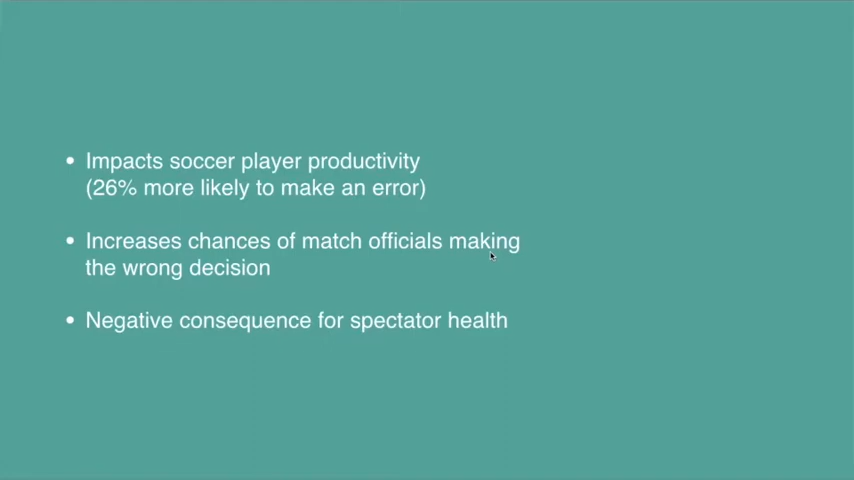 • Impacts soccer player productivity
(26% more likely to make an error)
• Increases chances of match officials making
the wrong decision
• Negative consequence for spectator health